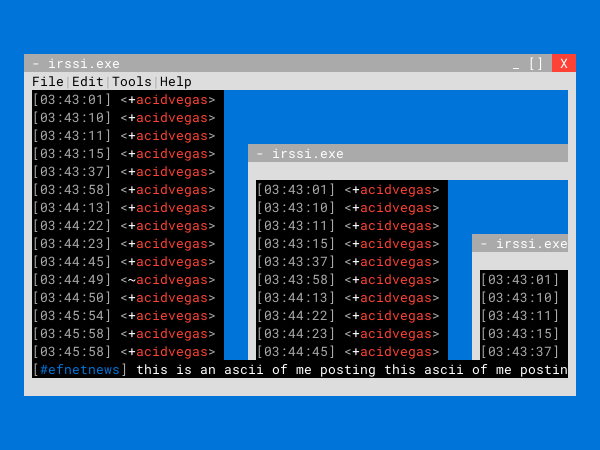 - irssi.exe _ [] X
File|Edit|Tools|Help
[03:43:01] <+acidvegas>
[03:43:10] <+acidvegas>
[03:43:11] <+acidvegas>
[03:43:15] <+acidvegas> - irssi.exe
[03:43:37] <+acidvegas>
[03:43:58] <+acidvegas> [03:43:01] <+acidvegas>
[03:44:13] <+acidvegas> [03:43:10] <+acidvegas>
[03:44:22] <+acidvegas> [03:43:11] <+acidvegas>
[03:44:23] <+acidvegas> [03:43:15] <+acidvegas> - irssi.exe
[03:44:45] <+acidvegas> [03:43:37] <+acidvegas>
[03:44:49] <~acidvegas> [03:43:58] <+acidvegas> [03:43:01]
[03:44:50] <+acidvegas> [03:44:13] <+acidvegas> [03:43:10]
[03:45:54] <+acievegas> [03:44:22] <+acidvegas> [03:43:11]
[03:45:58] <+acidvegas> [03:44:23] <+acidvegas> [03:43:15]
[03:45:58] <+acidvegas> [03:44:45] <+acidvegas> [03:43:37]
[#efnetnews] this is an ascii of me posting this ascii of me postin